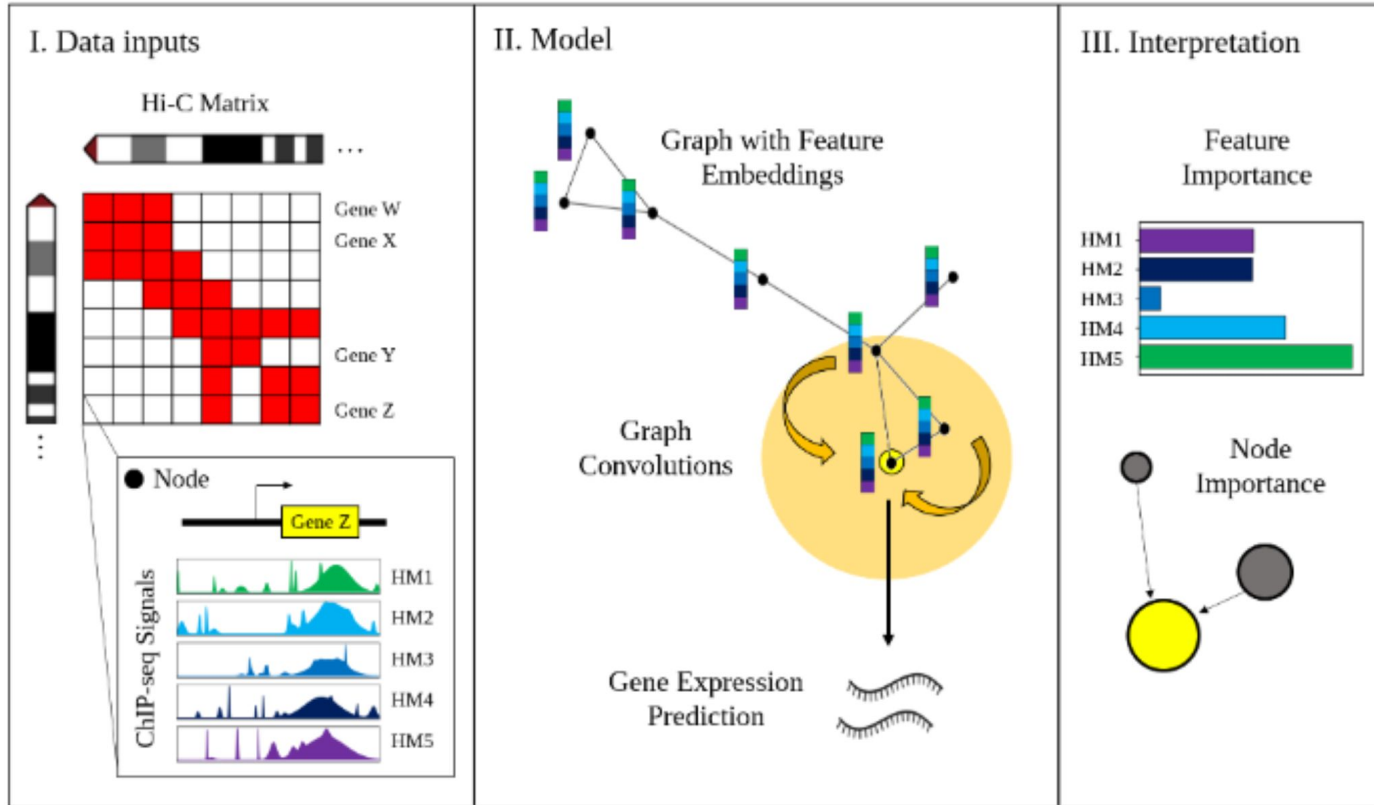 I. Data inputs
Hi-C Matrix
...
Gene W
Gene X
Gene Y
Gene Z
...
Node
Gene Z
ChIP-seq Signals
HM1
HM2
HM3
HM4
HM5
II. Model
Graph with Feature
Embeddings
Graph
Convolutions
Gene Expression
Prediction
III. Interpretation
Feature
Importance
HM1
HM2
HM3
HM4
HM5
Node
Importance